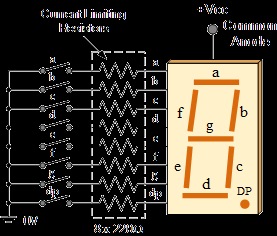 Current Limiting
Resistors
+Vcc
Common
Anode
a
b
c
d
e
f
g
dp
a
b
c
d
e
f
g
dp
a
f
b
g
e
c
d
DP
0V
8x 220Ω